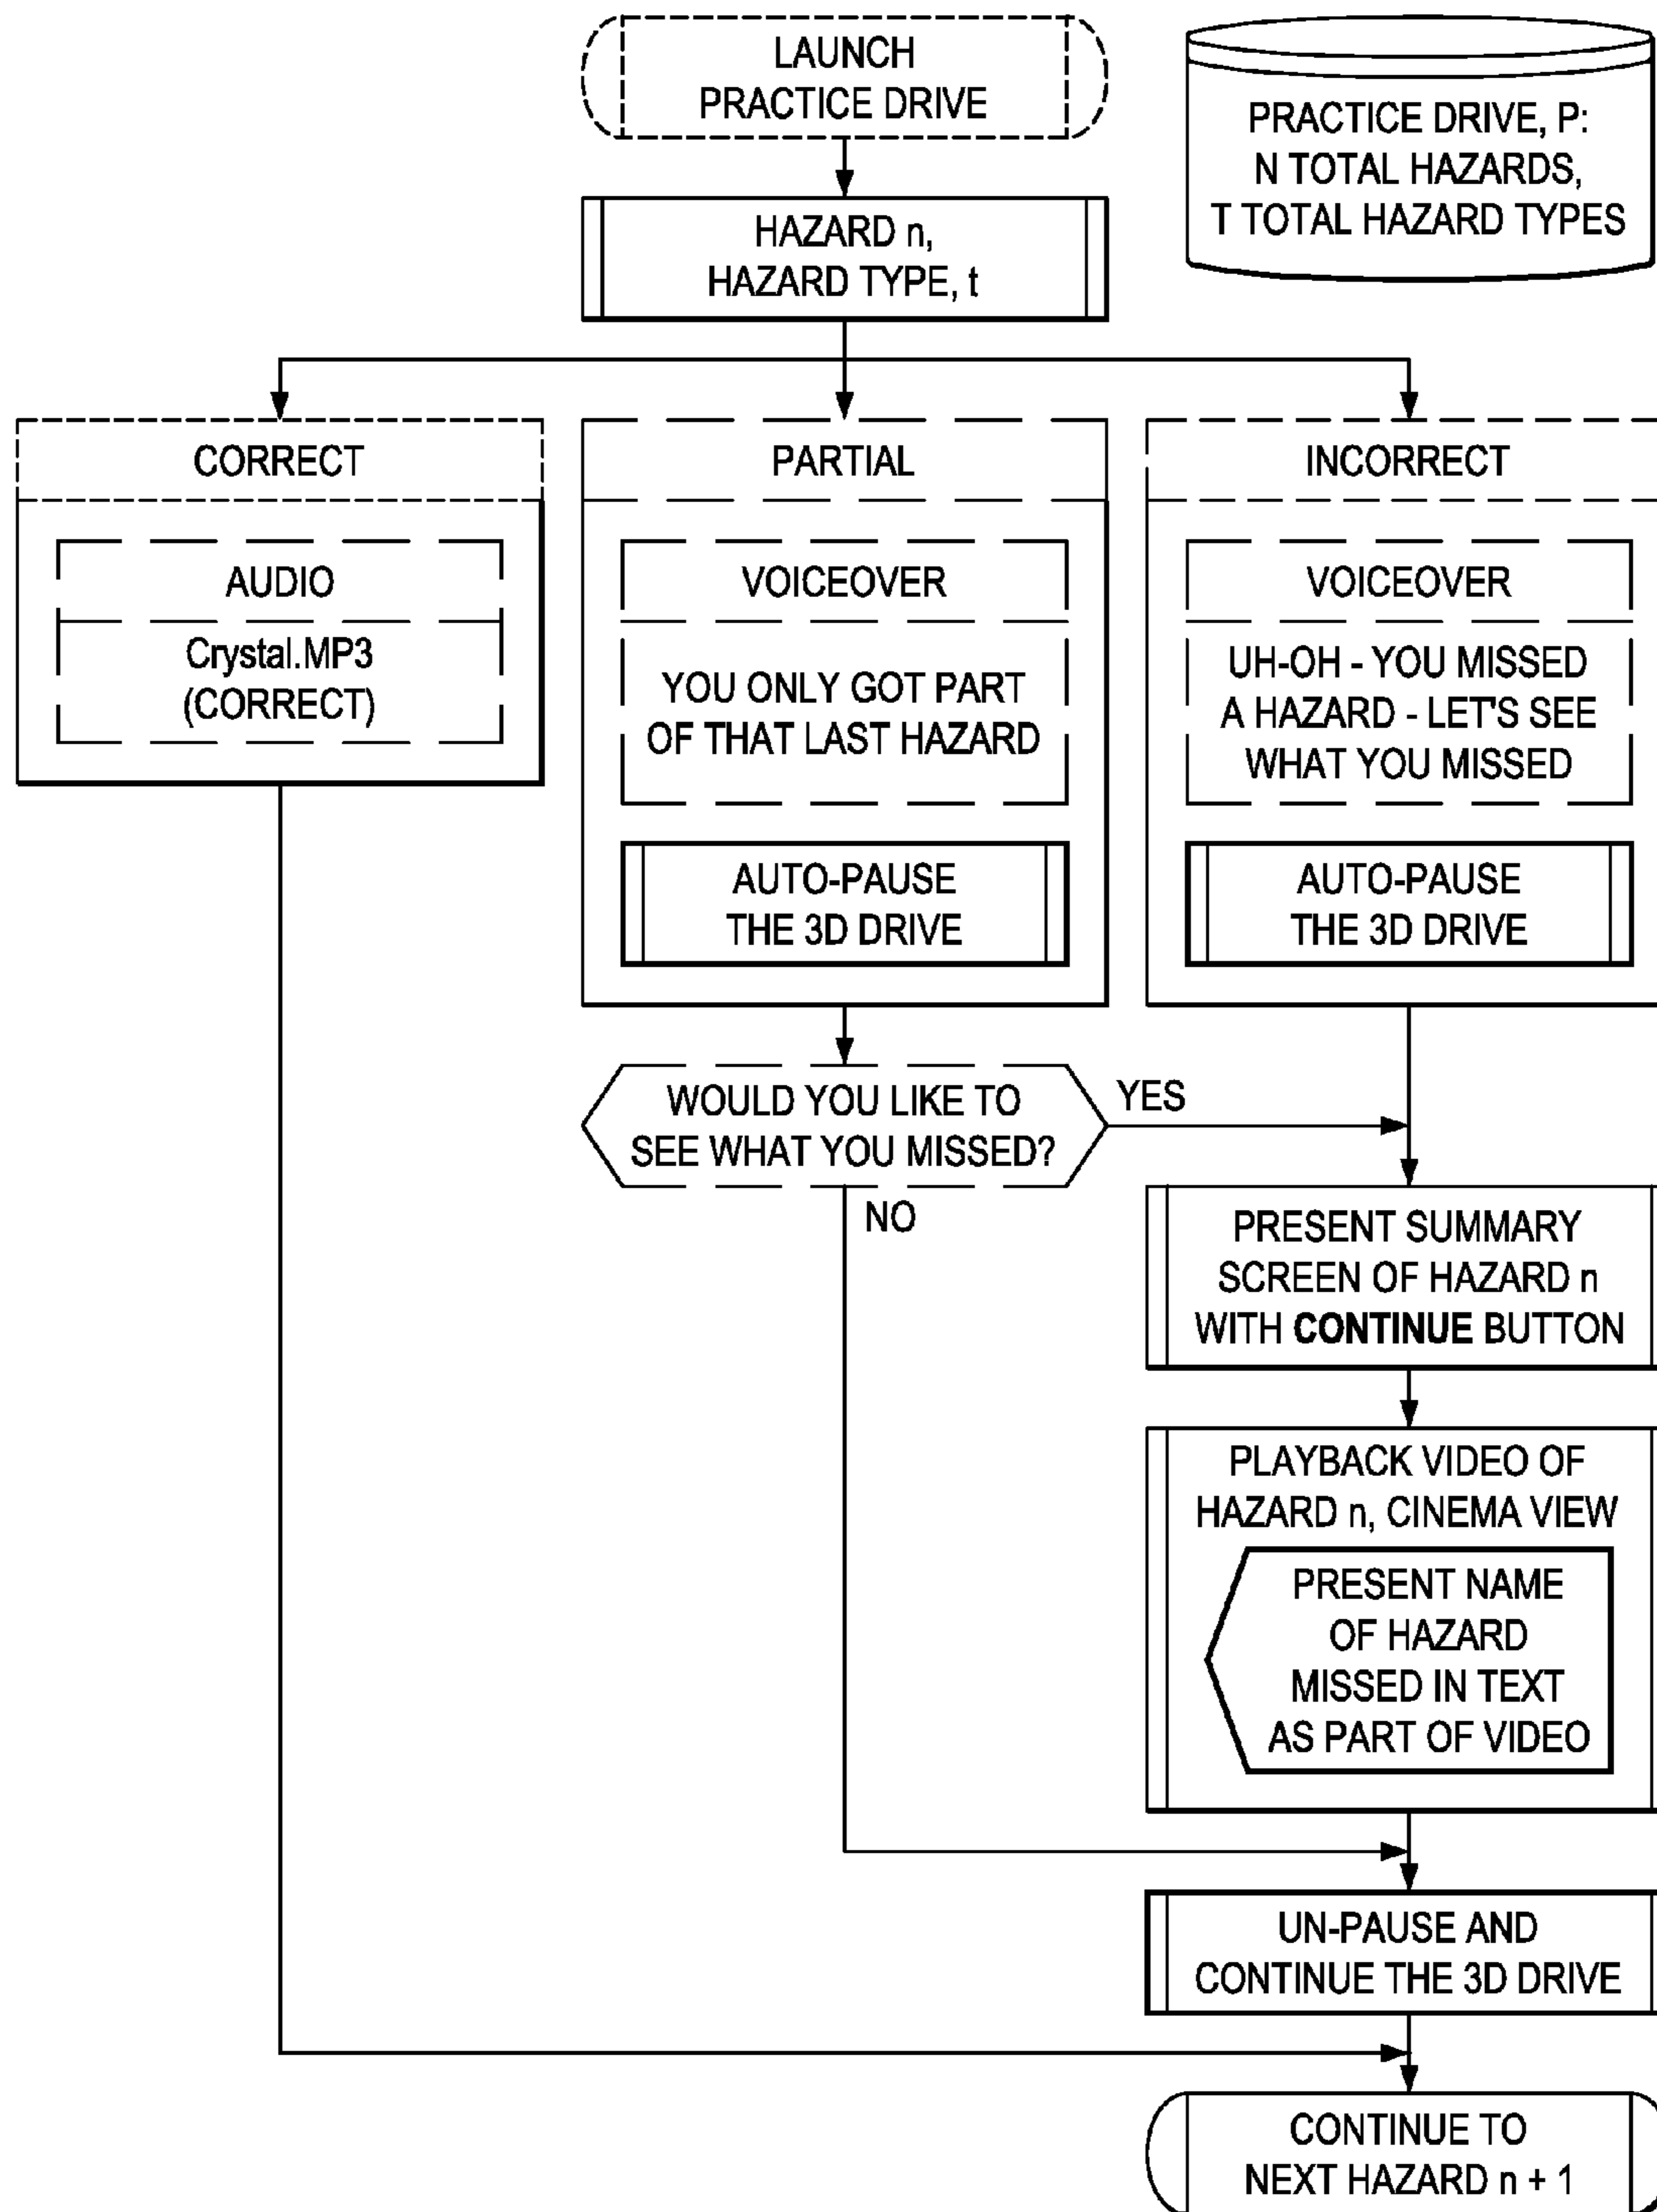 LAUNCH
PRACTICE DRIVE
PRACTICE DRIVE, P:
N TOTAL HAZARDS,
T TOTAL HAZARD TYPES
HAZARD n,
HAZARD TYPE, t
CORRECT
AUDIO
Crystal.MP3
(CORRECT)
PARTIAL
VOICEOVER
YOU ONLY GOT PART
OF THAT LAST HAZARD
AUTO-PAUSE
THE 3D DRIVE
INCORRECT
VOICEOVER
UH-OH - YOU MISSED
A HAZARD - LET'S SEE
WHAT YOU MISSED
AUTO-PAUSE
THE 3D DRIVE
WOULD YOU LIKE TO
SEE WHAT YOU MISSED?
YES
NO
PRESENT SUMMARY
SCREEN OF HAZARD n
WITH CONTINUE BUTTON
PLAYBACK VIDEO OF
HAZARD n, CINEMA VIEW
PRESENT NAME
OF HAZARD
MISSED IN TEXT
AS PART OF VIDEO
UN-PAUSE AND
CONTINUE THE 3D DRIVE
CONTINUE TO
NEXT HAZARD n + 1